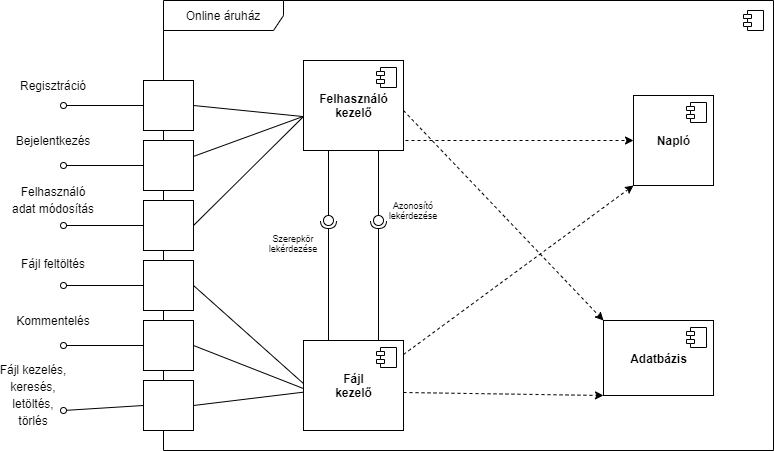 Online áruház
Regisztráció
Bejelentkezés
Felhasználó
adat módosítás
Fájl feltöltés
Kommentelés
Fájl kezelés,
keresés,
letöltés,
törlés
Felhasználó
kezelő
Szerepkör
lekérdezése
Azonosító
lekérdezése
Fájl
kezelő
Napló
Adatbázis